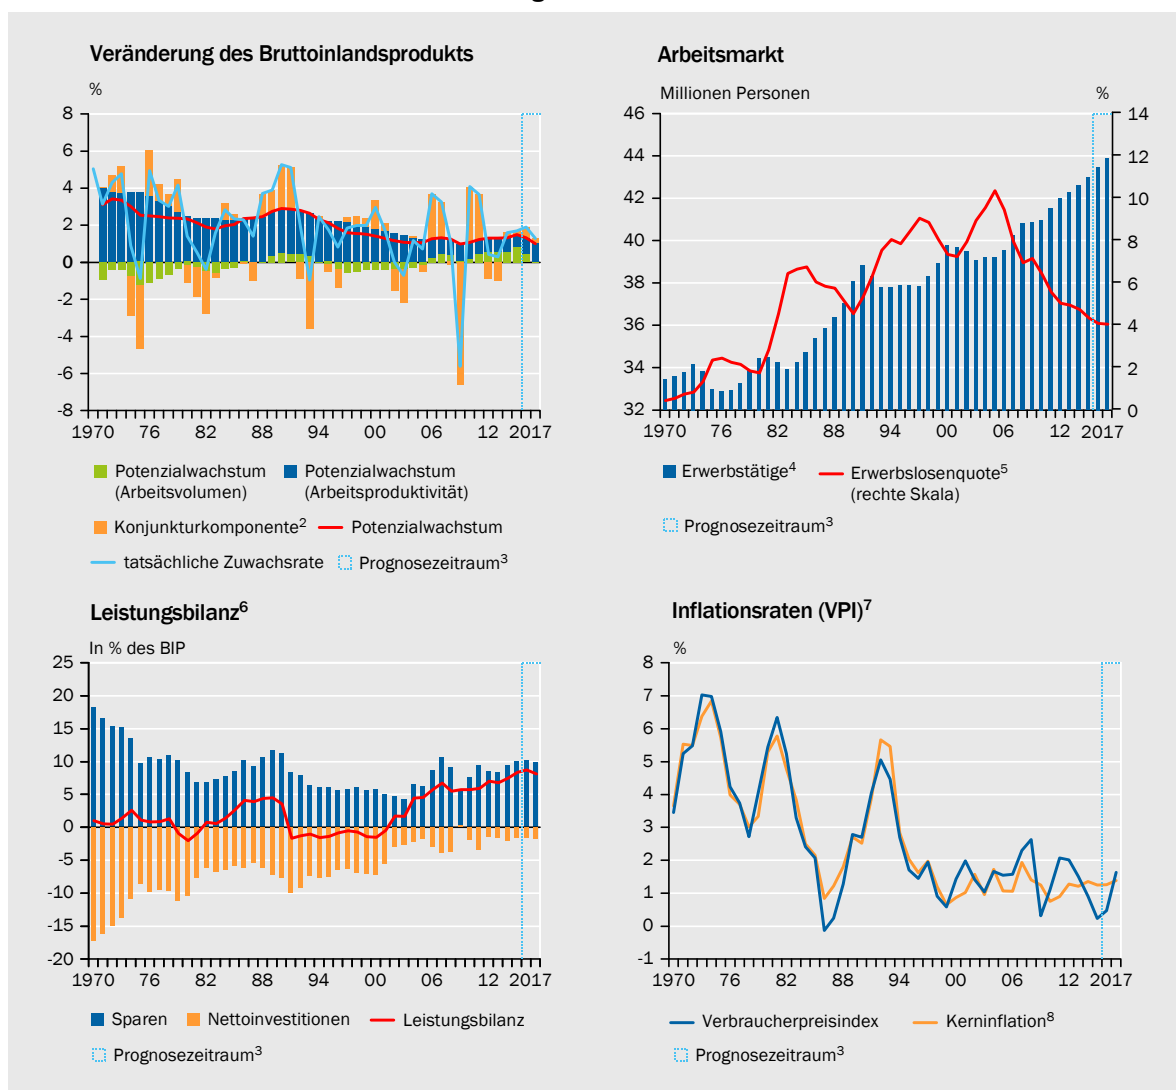 Veränderung des Bruttoinlandsprodukts
%
8
6
4
2
0
-2
-4
-6
-8
1970 76 82 88 94 00 06 12 2017
Potenzialwachstum (Arbeitsvolumen)
Potenzialwachstum (Arbeitsproduktivität)
Konjunkturkomponente2
Potenzialwachstum
tatsächliche Zuwachsrate
Prognosezeitraum3
Arbeitsmarkt
Millionen Personen
%
46
44
42
40
38
36
34
32
14
12
10
8
6
4
2
0
1970 76 82 88 94 00 06 12 2017
Erwerbstätige4
Erwerbslosenquote5
(rechte Skala)
Prognosezeitraum3
Leistungsbilanz6
In % des BIP
25
20
15
10
5
0
-5
-10
-15
-20
1970 76 82 88 94 00 06 12 2017
Sparen
Nettoinvestitionen
Leistungsbilanz
Prognosezeitraum3
Inflationsraten (VPI)7
%
8
7
6
5
4
3
2
1
0
-1
1970 76 82 88 94 00 06 12 2017
Verbraucherpreisindex
Kerninflation8
Prognosezeitraum3